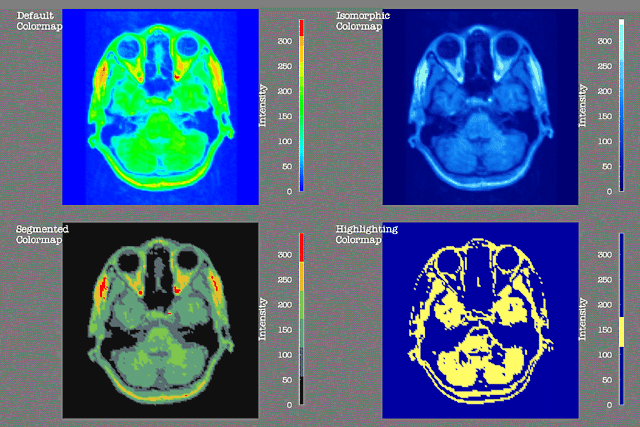 Default
Colormap
300
250
200
150
100
50
0
Intensity
Isomorphic
Colormap
300
250
200
150
100
50
0
Intensity
Segmented
Colormap
300
250
200
150
100
50
0
Intensity
Highlighting
Colormap
300
250
200
150
100
50
0
Intensity